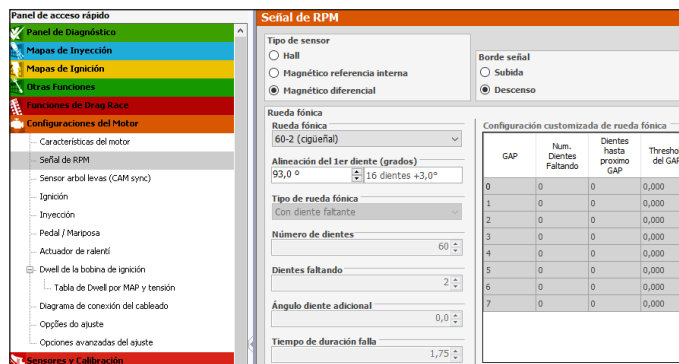 Panel de acceso rápido
Panel de Diagnóstico
Mapas de Inyección
Mapas de Ignición
Otras Funciones
Funciones de Drag Race
Configuraciones del Motor
Características del motor
Señal de RPM
Sensor arbol levas (CAM sync)
Ignición
Inyección
Pedal / Mariposa
Actuador de ralentí
Dwell de la bobina de ignición
Tabla de Dwell por MAP y tensión
Diagrama de conexión del cableado
Opções do ajuste
Opciones avanzadas del ajuste
Sensores y Calibración
Señal de RPM
Tipo de sensor
Hall
Magnético referencia interna
Magnético diferencial
Borde señal
Subida
Descenso
Rueda fónica
Rueda fónica
60-2 (cigüeñal)
Alineación del 1er diente (grados)
93,0 º 16 dientes +3,0°
Tipo de rueda fónica
Con diente faltante
Número de dientes
60
Dientes faltando
2
Ángulo diente adicional
0,0
Tiempo de duración falla
1,75
Configuración customizada de rueda fónica
GAP Num. Dientes Faltando Dientes hasta proximo GAP Thresho del GAP
0 0 0 0,000
1 0 0 0,000
2 0 0 0,000
3 0 0 0,000
4 0 0 0,000
5 0 0 0,000
6 0 0 0,000
7 0 0 0,000